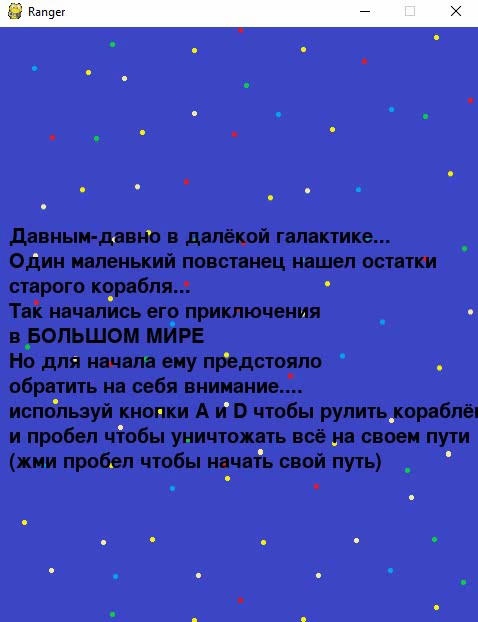 Ranger
Давным-давно в далёкой галактике...
Один маленький повстанец нашел остатки
старого корабля...
Так начались его приключения
в БОЛЬШОМ МИРЕ
Но для начала ему предстояло
обратить на себя внимание....
используй кнопки A и D чтобы рулить
и пробел чтобы уничтожать всё на своем пути
(жми пробел чтобы начать свой путь)